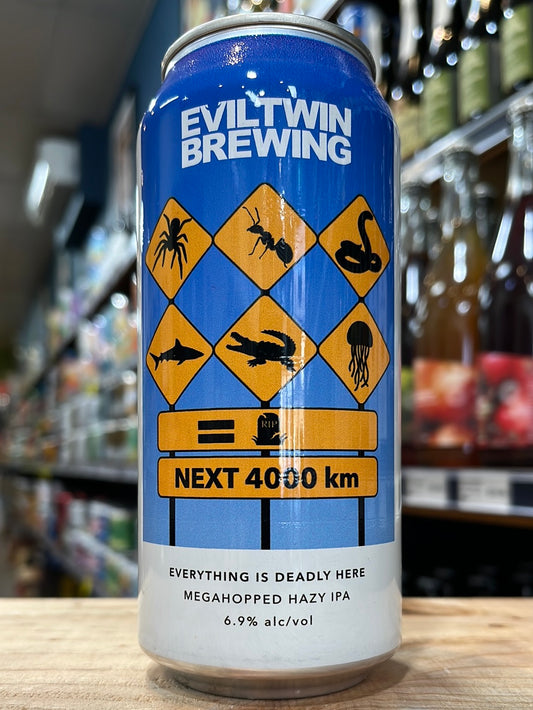 EVILTWIN
BREWING
=
RIP
NEXT 4000 km
EVERYTHING IS DEADLY HERE
MEGAHOPPED HAZY IPA
6.9% alc/vol